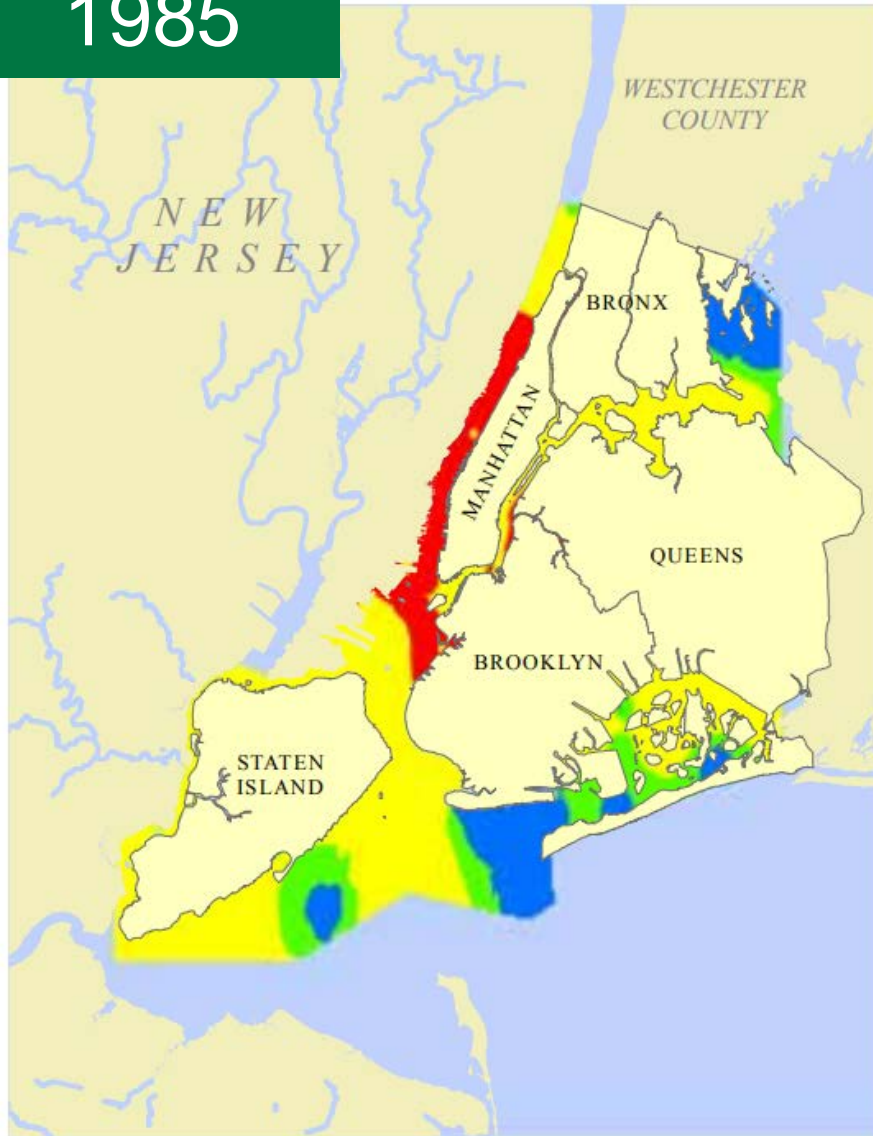 1985
WESTCHESTER
COUNTY
NEW
JERSEY
BRONX
MANHATTAN
QUEENS
BROOKLYN
STATEN
ISLAND